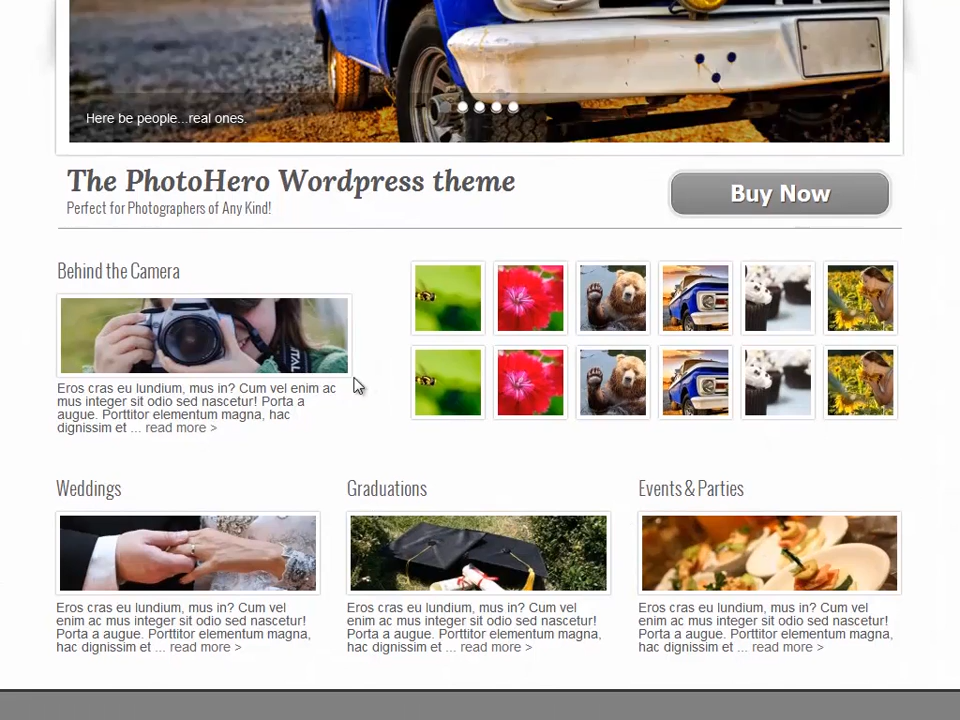 Here be people...real ones.
The PhotoHero Wordpress theme
Perfect for Photographers of Any Kind!
Buy Now
Behind the Camera
Eros cras eu lundium, mus in? Cum vel enim ac
mus integer sit odio sed nascetur! Porta a
augue. Porttitor elementum magna, hac
dignissim et ... read more >
Weddings
Eros cras eu lundium, mus in? Cum vel
enim ac mus integer sit odio sed nascetur!
Porta a augue. Porttitor elementum magna,
hac dignissim et ... read more >
Graduations
Eros cras eu lundium, mus in? Cum vel
enim ac mus integer sit odio sed nascetur!
Porta a augue. Porttitor elementum magna,
hac dignissim et ... read more >
Events & Parties
Eros cras eu lundium, mus in? Cum vel
enim ac mus integer sit odio sed nascetur!
Porta a augue. Porttitor elementum magna,
hac dignissim et ... read more >